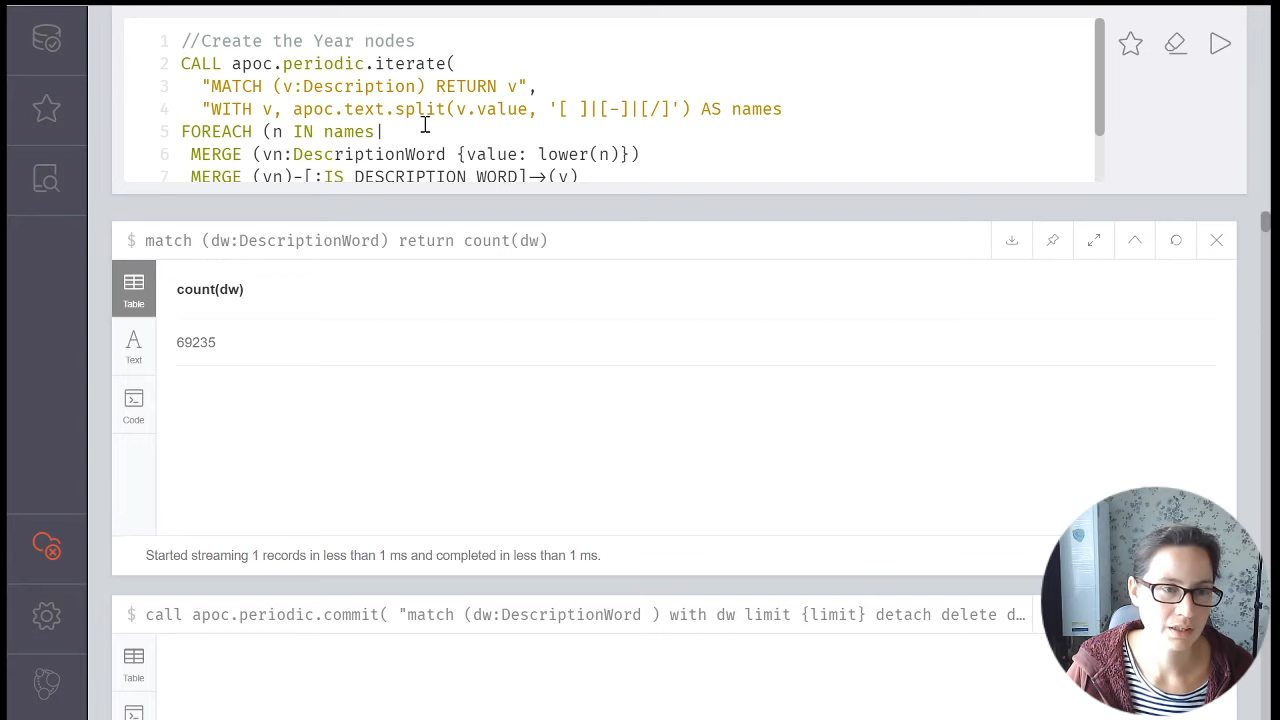 1 //Create the Year nodes
2 CALL apoc.periodic.iterate(
3 "MATCH (v:Description) RETURN v",
4 "WITH v, apoc.text.split(v.value, '[ ]|[-]|[/]') AS names
5 FOREACH (n IN names|
6 MERGE (vn:DescriptionWord {value: lower(n)})
7 MERGE (vn)-[:IS_DESCRIPTION_WORD]->(v)
$ match (dw:DescriptionWord) return count(dw)
Table
count(dw)
69235
Text
Code
Started streaming 1 records in less than 1 ms and completed in less than 1 ms.
$ call apoc.periodic.commit( "match (dw:DescriptionWord ) with dw limit {limit} detach delete d…
Table